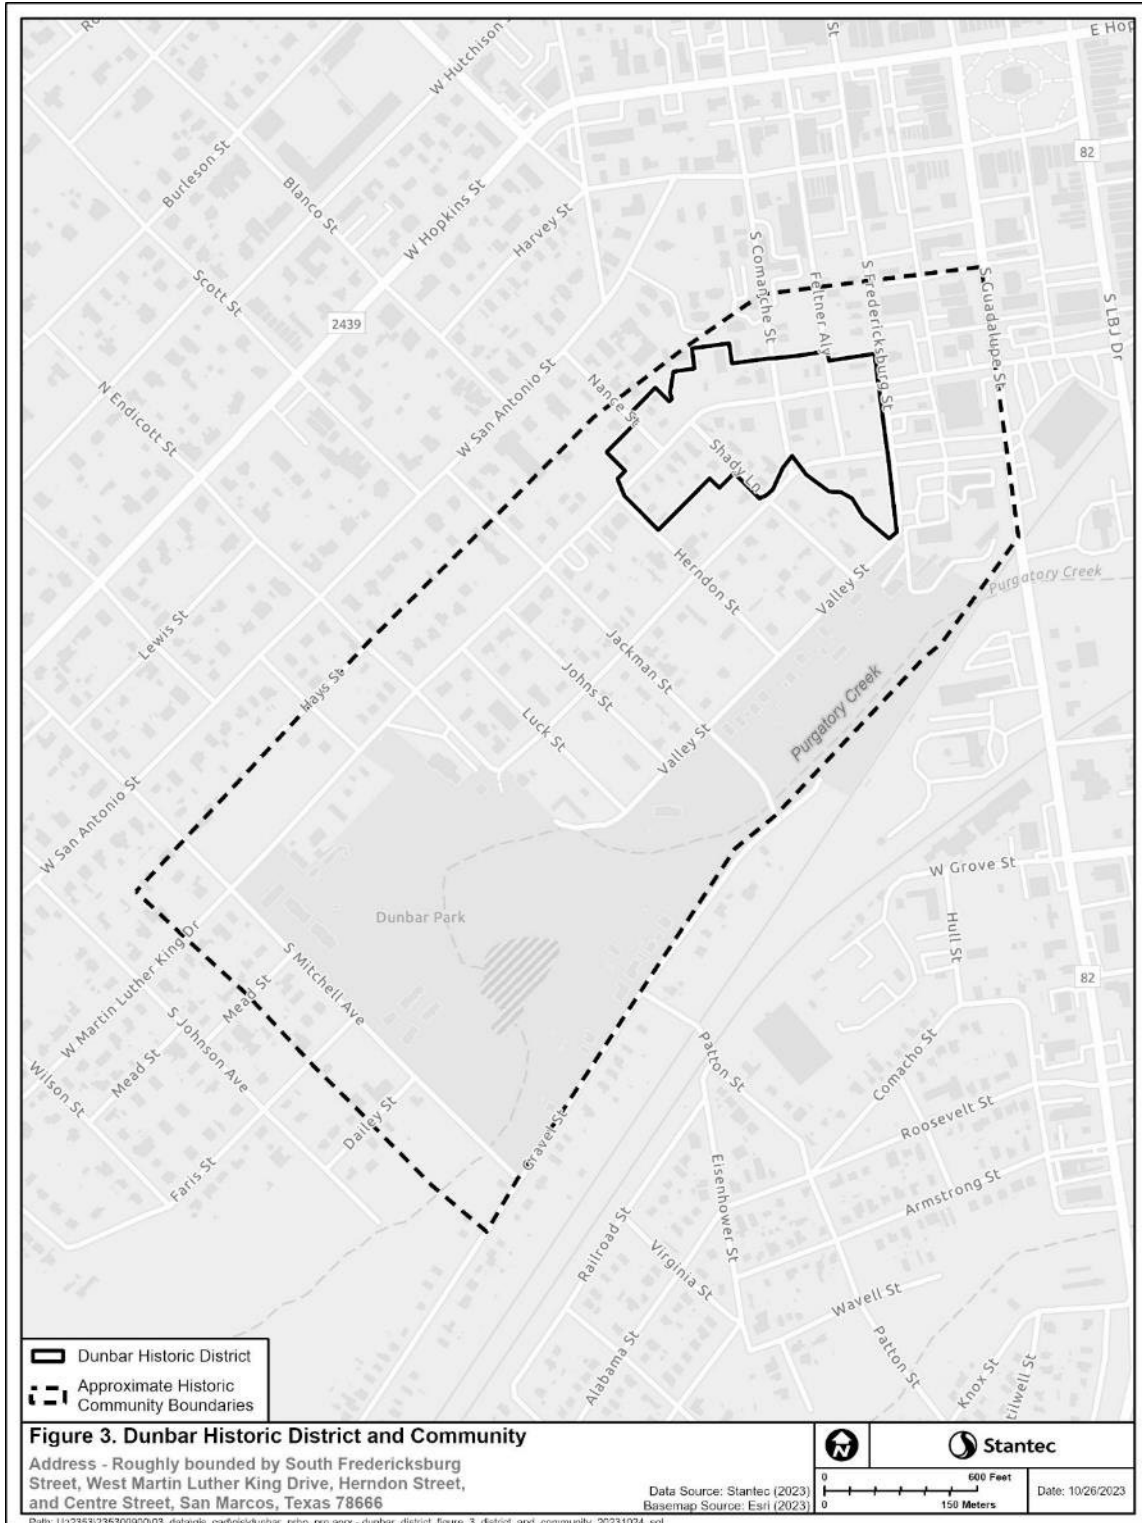 W Hutchison S
E Hop
St
82
Burleson St
Blanco St
W Hopkins St
Harvey St
S Comanche St
Feltner Aly
S Fredericksburg St
S Guadalupe St
S LBJ Dr
Scott St
2439
N Endicott St
W San Antonio St
Nance St
Shady Ln
Herndon St
Valley St
Purgatory Creek
Lewis St
Hays St
Jackman St
Johns St
Luck St
Valley St
Purgatory Creek
W San Antonio St
W Grove St
Hull St
Dunbar Park
82
W Martin Luther King Dr
S Mitchell Ave
Mead St
S Johnson Ave
Mead St
Wilson St
Patton St
Comacho St
Roosevelt St
Dailey St
Gravel St
Faris St
Eisenhower St
Armstrong St
Railroad St
Virginia St
Wavell St
Alabama St
Patton St
Knox St
tilwell St
Dunbar Historic District
Approximate Historic
Community Boundaries
Figure 3. Dunbar Historic District and Community
Address - Roughly bounded by South Fredericksburg
Street, West Martin Luther King Drive, Herndon Street,
and Centre Street, San Marcos, Texas 78666
Data Source: Stantec (2023)
Basemap Source: Esri (2023)
N
Stantec
0 600 Feet
0 150 Meters
Date: 10/26/2023